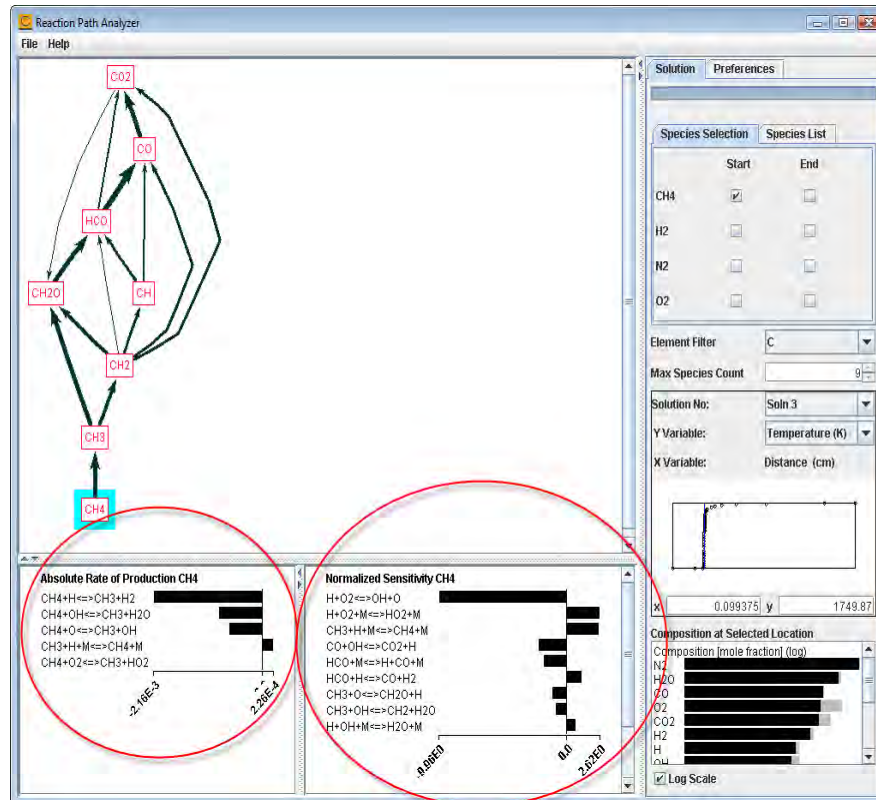 Reaction Path Analyzer
File Help
CO2
CO
HCO
CH2O
CH
CH2
CH3
CH4
Absolute Rate of Production CH4
CH4+H<=>CH3+H2
CH4+OH<=>CH3+H2O
CH4+O<=>CH3+OH
CH3+H+M<=>CH4+M
CH4+O2<=>CH3+HO2
-2.16E-3
2.26E-4
Normalized Sensitivity CH4
H+O2<=>OH+O
H+O2+M<=>HO2+M
CH3+H+M<=>CH4+M
CO+OH<=>CO2+H
HCO+M<=>H+CO+M
HCO+H<=>CO+H2
CH3+O<=>CH2O+H
CH3+OH<=>CH2+H2O
H+OH+M<=>H2O+M
-9.96E0
0.0
2.62E0
Solution Preferences
Species Selection Species List
Start End
CH4
H2
N2
O2
Element Filter C
Max Species Count 9
Solution No: Soln 3
Y Variable: Temperature (K)
X Variable: Distance (cm)
x 0.099375 y 1749.87
Composition at Selected Location
Composition [mole fraction] (log)
N2
H2O
CO
O2
CO2
H2
H
OH
Log Scale